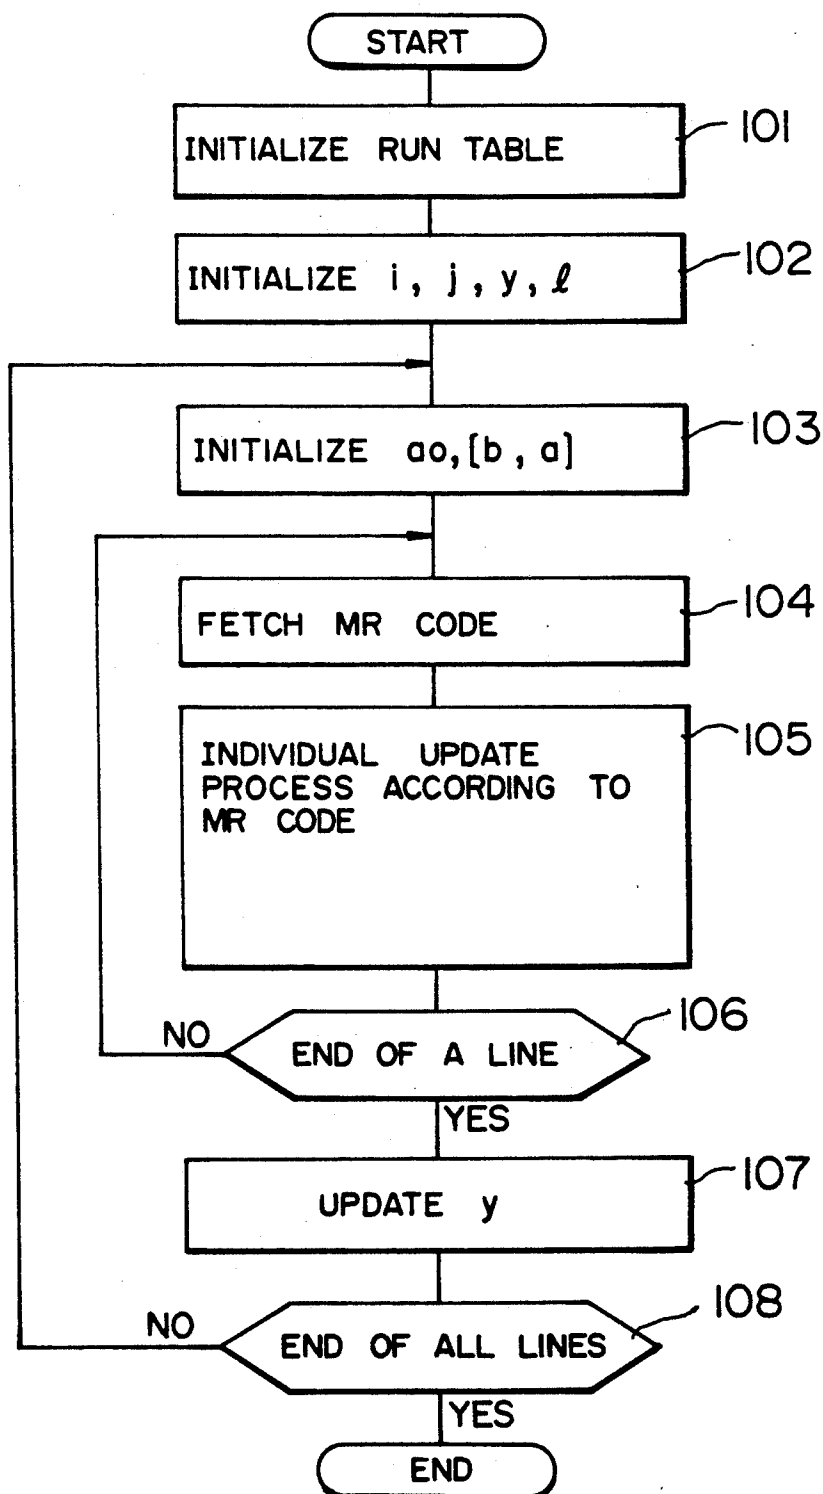 START
INITIALIZE RUN TABLE
101
INITIALIZE i, j, y, ℓ
102
INITIALIZE ao, [b, a]
103
FETCH MR CODE
104
INDIVIDUAL UPDATE
PROCESS ACCORDING TO
MR CODE
105
END OF A LINE
106
NO
YES
UPDATE y
107
END OF ALL LINES
108
NO
YES
END